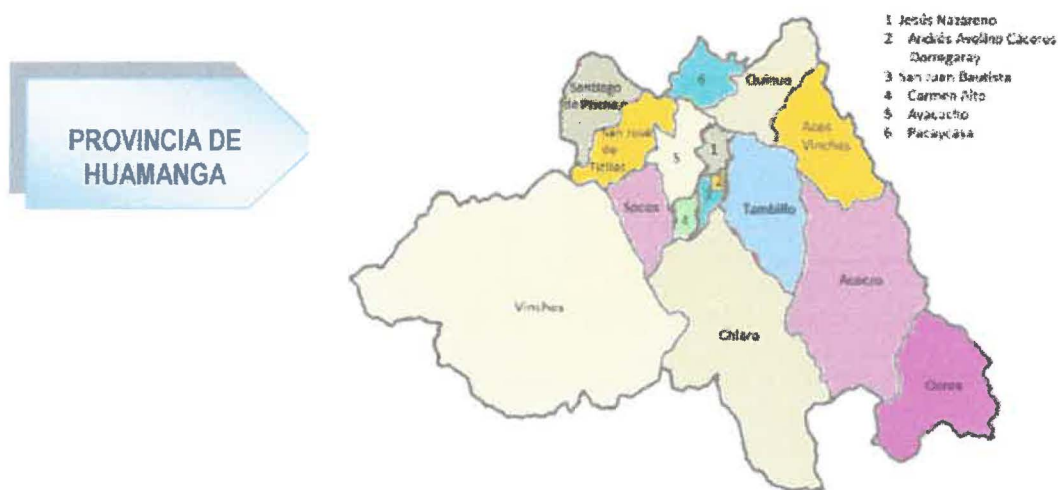 PROVINCIA DE
HUAMANGA
1 Jesús Nazareno
2 Andrés Avelino Cáceres
Dorregaray
3 San Juan Bautista
4 Carmen Alto
5 Ayacucho
6 Pacaycasa
6
Quinua
Santiago
de Pischa
San José
de
Ticllas
Acos
Vinchos
1
5
2
3
4
Socos
Tambillo
Vinchos
Chiara
Acocro
Ocros